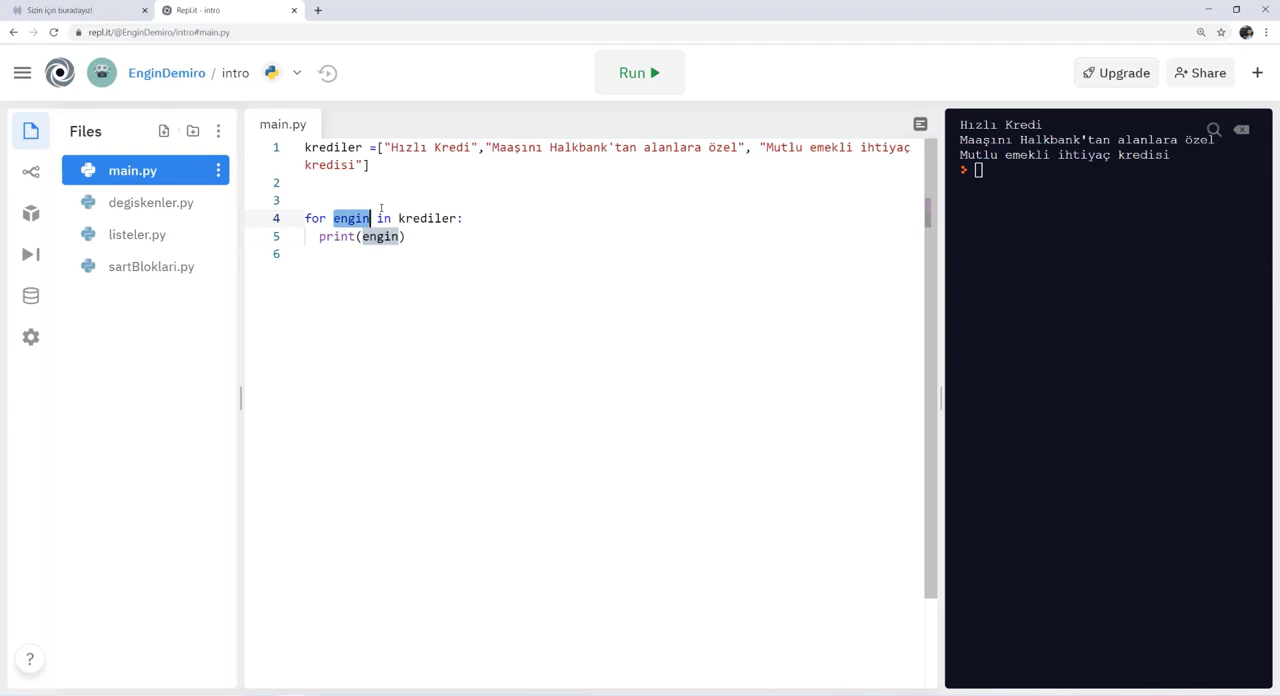 Sizin için buradayız!
Repl.it - intro
repl.it/@EnginDemiro/intro#main.py
EnginDemiro / intro
Run
Upgrade
Share
Files
main.py
degiskenler.py
listeler.py
sartBloklari.py
?
main.py
1 krediler =["Hızlı Kredi","Maaşını Halkbank'tan alanlara özel", "Mutlu emekli ihtiyaç
kredisi"]
2
3
4 for engin in krediler:
5 print(engin)
6
Hızlı Kredi
Maaşını Halkbank'tan alanlara özel
Mutlu emekli ihtiyaç kredisi